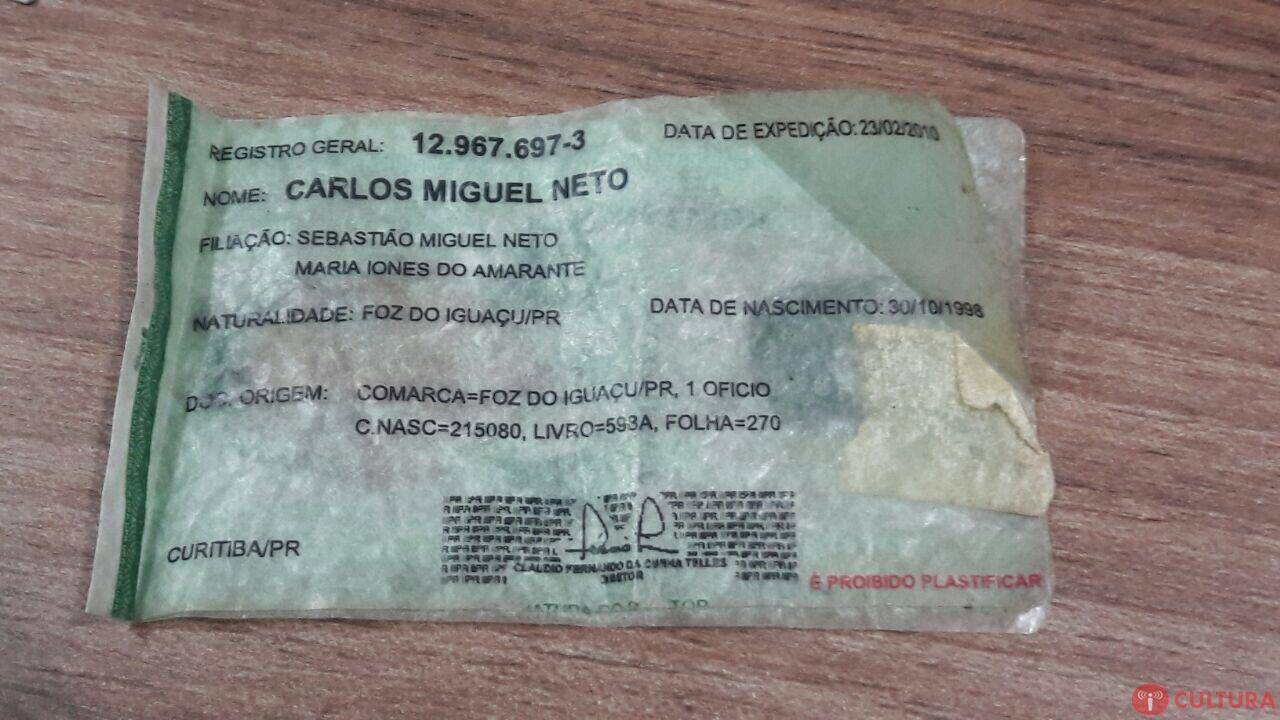 REGISTRO GERAL: 12.967.697-3 DATA DE EXPEDIÇÃO: 23/02/2010
NOME: CARLOS MIGUEL NETO
FILIAÇÃO: SEBASTIÃO MIGUEL NETO
MARIA IONES DO AMARANTE
NATURALIDADE: FOZ DO IGUAÇU/PR DATA DE NASCIMENTO: 30/10/1998
DOC. ORIGEM: COMARCA=FOZ DO IGUAÇU/PR, 1 OFICIO
C.NASC=215080, LIVRO=593A, FOLHA=270
CURITIBA/PR
CLAUDIO FERNANDO DA CUNHA TELLES
DIRETOR
É PROIBIDO PLASTIFICAR
CULTURA